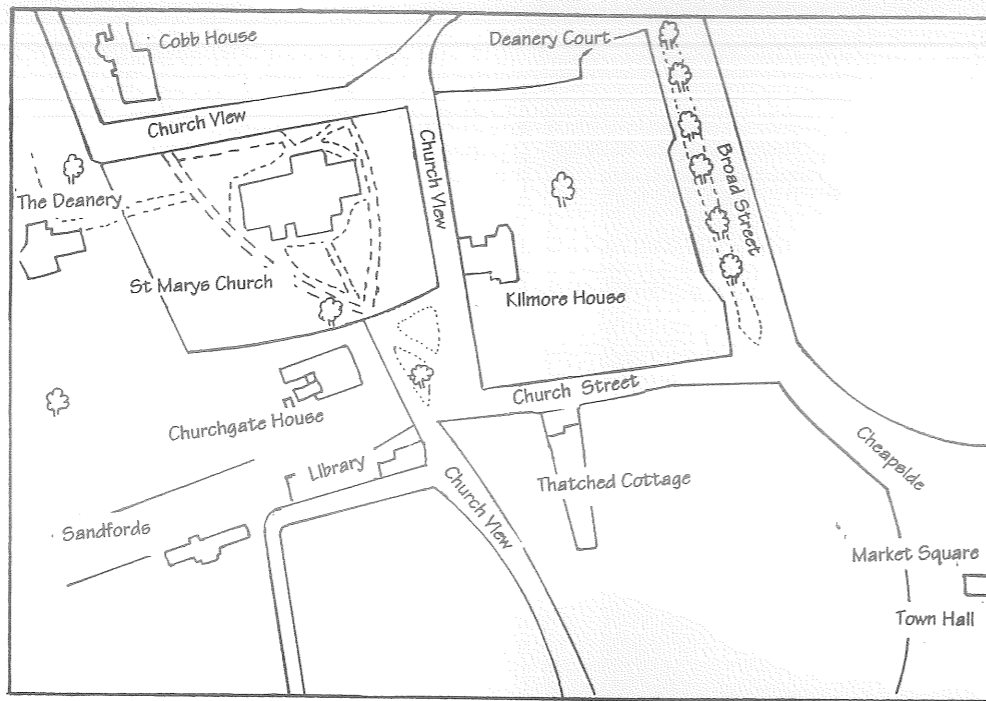 Cobb House
Deanery Court
Church View
Church View
Broad Street
The Deanery
St Marys Church
Kilmore House
Church Street
Churchgate House
Library
Church View
Thatched Cottage
Cheapside
Sandfords
Market Square
Town Hall